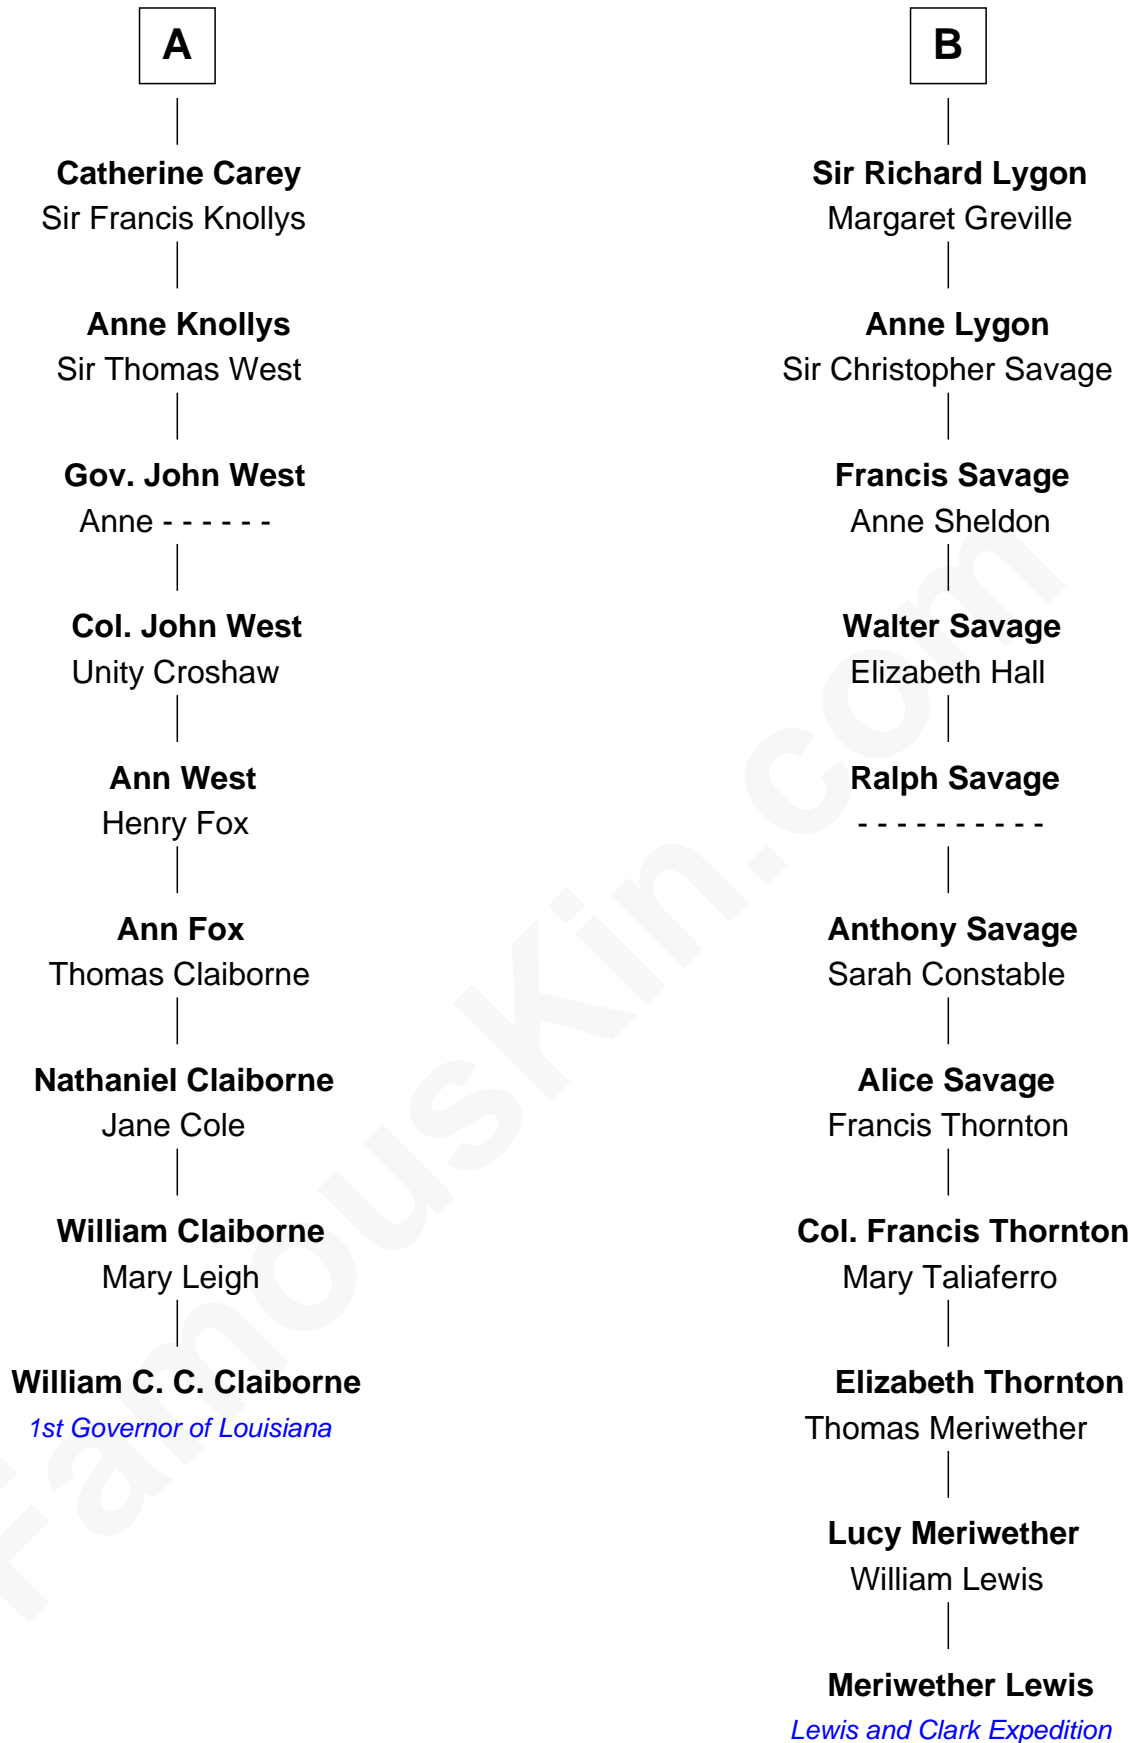 A
Catherine Carey
Sir Francis Knollys
Anne Knollys
Sir Thomas West
Gov. John West
Anne - - - - - -
Col. John West
Unity Croshaw
Ann West
Henry Fox
Ann Fox
Thomas Claiborne
Nathaniel Claiborne
Jane Cole
William Claiborne
Mary Leigh
William C. C. Claiborne
1st Governor of Louisiana
B
Sir Richard Lygon
Margaret Greville
Anne Lygon
Sir Christopher Savage
Francis Savage
Anne Sheldon
Walter Savage
Elizabeth Hall
Ralph Savage
- - - - - - - - - -
Anthony Savage
Sarah Constable
Alice Savage
Francis Thornton
Col. Francis Thornton
Mary Taliaferro
Elizabeth Thornton
Thomas Meriwether
Lucy Meriwether
William Lewis
Meriwether Lewis
Lewis and Clark Expedition
FamousKin.com